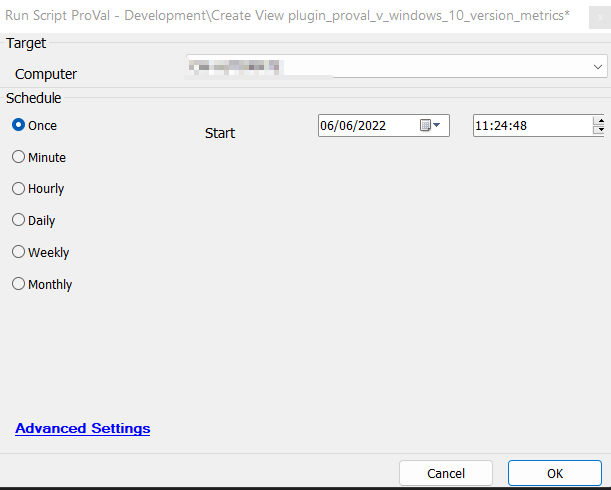 Run Script ProVal - Development\Create View plugin_proval_v_windows_10_version_metrics*
Target
Computer
Schedule
Once
Start
06/06/2022
11:24:48
Minute
Hourly
Daily
Weekly
Monthly
Advanced Settings
Cancel
OK